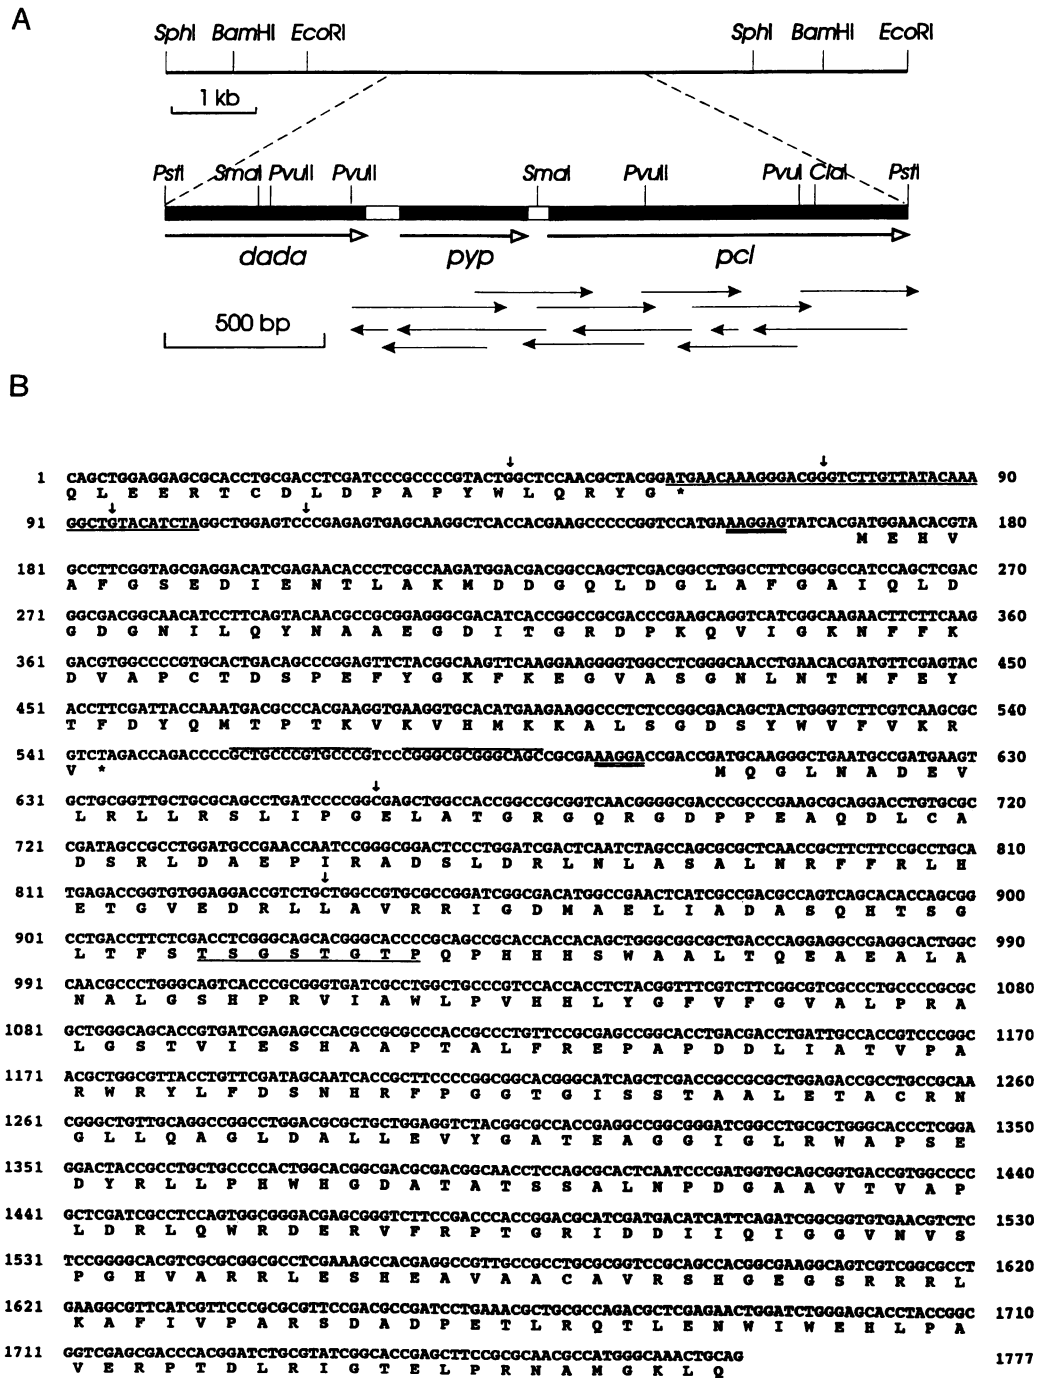 A
SphI BamHI EcoRI SphI BamHI EcoRI
1 kb
PstI SmaI PvuII PvuII SmaI PvuII PvuI ClaI PstI
dada pyp pcl
500 bp
B
1 CAGCTGGAGGAGCGCACCTGCGACCTCGATCCCGCCCCGTACTGGCTCCAACGCTACGGATGAACAAAGGGACGGGTCTTGTTATACAAA 90
Q L E E R T C D L D P A P Y W L Q R Y G *
91 GGCTGTACATCTAGGCTGGAGTCCCCGAGAGTGAGCAAGGCTCACCACGAAGCCCCCGGTCCATGAAAGGAGTATCACGATGGAACACGTA 180
M E H V
181 GCCTTCGGTAGCGAGGACATCGAGAACACCCTCGCCAAGATGGACGACGGCCAGCTCGACGGCCTGGCCTTCGGCGCCATCCAGCTCGAC 270
A F G S E D I E N T L A K M D D G Q L D G L A F G A I Q L D
271 GGCGACGGCAACATCCTTCAGTACAACGCCGCGGAGGGCGACATCACCGGCCGCGACCCGAAGCAGGTCATCGGCAAGAACTTCTTCAAG 360
G D G N I L Q Y N A A E G D I T G R D P K Q V I G K N F F K
361 GACGTGGCCCCGTGCACTGACAGCCCGGAGTTCTACGGCAAGTTCAAGGAAGGGGTGGCCTCGGGCAACCTGAACACGATGTTCGAGTAC 450
D V A P C T D S P E F Y G K F K E G V A S G N L N T M F E Y
451 ACCTTCGATTACCAAATGACGCCCACGAAGGTGAAGGTGCACATGAAGAAGGCCCTCTCCGGCGACAGCTACTGGGTCTTCGTCAAGCGC 540
T F D Y Q M T P T K V K V H M K K A L S G D S Y W V F V K R
541 GTCTAGACCAGACCCCGCTGCCCGTGCCCGTCCCGGGCGCGGGCAGCCGCGAAAGGACCGACCGATGCAAGGGCTGAATGCCGATGAAGT 630
V * M Q G L N A D E V
631 GCTGCGGTTGCTGCGCAGCCTGATCCCCGGCGAGCTGGCCACCGGCCGCGGTCAACGGGGCGACCCGCCCGAAGCGCAGGACCTGTGCGC 720
L R L L R S L I P G E L A T G R G Q R G D P P E A Q D L C A
721 CGATAGCCGCCTGGATGCCGAACCAATCCGGGCGGACTCCCTGGATCGACTCAATCTAGCCAGCGCGCTCAACCGCTTCTTCCGCCTGCA 810
D S R L D A E P I R A D S L D R L N L A S A L N R F F R L H
811 TGAGACCGGTGTGGAGGACCGTCTGCTGGCCGTGCGCCGGATCGGCGACATGGCCGAACTCATCGCCGACGCCAGTCAGCACACCAGCGG 900
E T G V E D R L L A V R R I G D M A E L I A D A S Q H T S G
901 CCTGACCTTCTCGACCTCGGGCAGCACGGGCACCCCGCAGCCGCACCACCACAGCTGGGCGGCGCTGACCCAGGAGGCCGAGGCACTGGC 990
L T F S T S G S T G T P Q P H H H S W A A L T Q E A E A L A
991 CAACGCCCTGGGCAGTCACCCGCGGGTGATCGCCTGGCTGCCCGTCCACCACCTCTACGGTTTCGTCTTCGGCGTCGCCCTGCCCCGCGC 1080
N A L G S H P R V I A W L P V H H L Y G F V F G V A L P R A
1081 GCTGGGCAGCACCGTGATCGAGAGCCACGCCGCGCCCACCGCCCTGTTCCGCGAGCCGGCACCTGACGACCTGATTGCCACCGTCCCGGC 1170
L G S T V I E S H A A P T A L F R E P A P D D L I A T V P A
1171 ACGCTGGCGTTACCTGTTCGATAGCAATCACCGCTTCCCCGGCGGCACGGGCATCAGCTCGACCGCCGCGCTGGAGACCGCCTGCCGCAA 1260
R W R Y L F D S N H R F P G G T G I S S T A A L E T A C R N
1261 CGGGCTGTTGCAGGCCGGCCTGGACGCGCTGCTGGAGGTCTACGGCGCCACCGAGGCCGGCGGGATCGGCCTGCGCTGGGCACCCTCGGA 1350
G L L Q A G L D A L L E V Y G A T E A G G I G L R W A P S E
1351 GGACTACCGCCTGCTGCCCCACTGGCACGGCGACGCGACGGCAACCTCCAGCGCACTCAATCCCGATGGTGCAGCGGTGACCGTGGCCCC 1440
D Y R L L P H W H G D A T A T S S A L N P D G A A V T V A P
1441 GCTCGATCGCCTCCAGTGGCGGGACGAGCGGGTCTTCCGACCCACCGGACGCATCGATGACATCATTCAGATCGGCGGTGTGAACGTCTC 1530
L D R L Q W R D E R V F R P T G R I D D I I Q I G G V N V S
1531 TCCGGGGCACGTCGCGCGGCGCCTCGAAAGCCACGAGGCCGTTGCCGCCTGCGCGGTCCGCAGCCACGGCGAAGGCAGTCGTCGGCGCCT 1620
P G H V A R R L E S H E A V A A C A V R S H G E G S R R R L
1621 GAAGGCGTTCATCGTTCCCGCGCGTTCCGACGCCGATCCTGAAACGCTGCGCCAGACGCTCGAGAACTGGATCTGGGAGCACCTACCGGC 1710
K A F I V P A R S D A D P E T L R Q T L E N W I W E H L P A
1711 GGTCGAGCGACCCACGGATCTGCGTATCGGCACCGAGCTTCCGCGCAACGCCATGGGCAAACTGCAG 1777
V E R P T D L R I G T E L P R N A M G K L Q